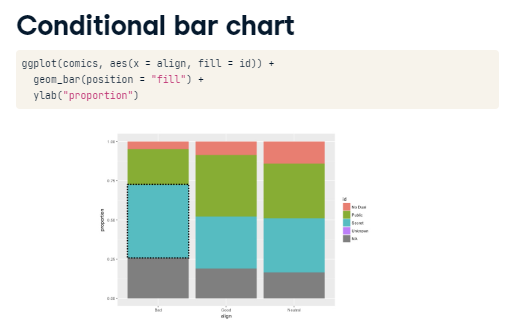 Conditional bar chart
ggplot(comics, aes(x = align, fill = id)) +
geom_bar(position = "fill") +
ylab("proportion")
1.00
0.75
0.50
0.25
0.00
proportion
Bad
Good
Neutral
align
id
No Dual
Public
Secret
Unknown
NA